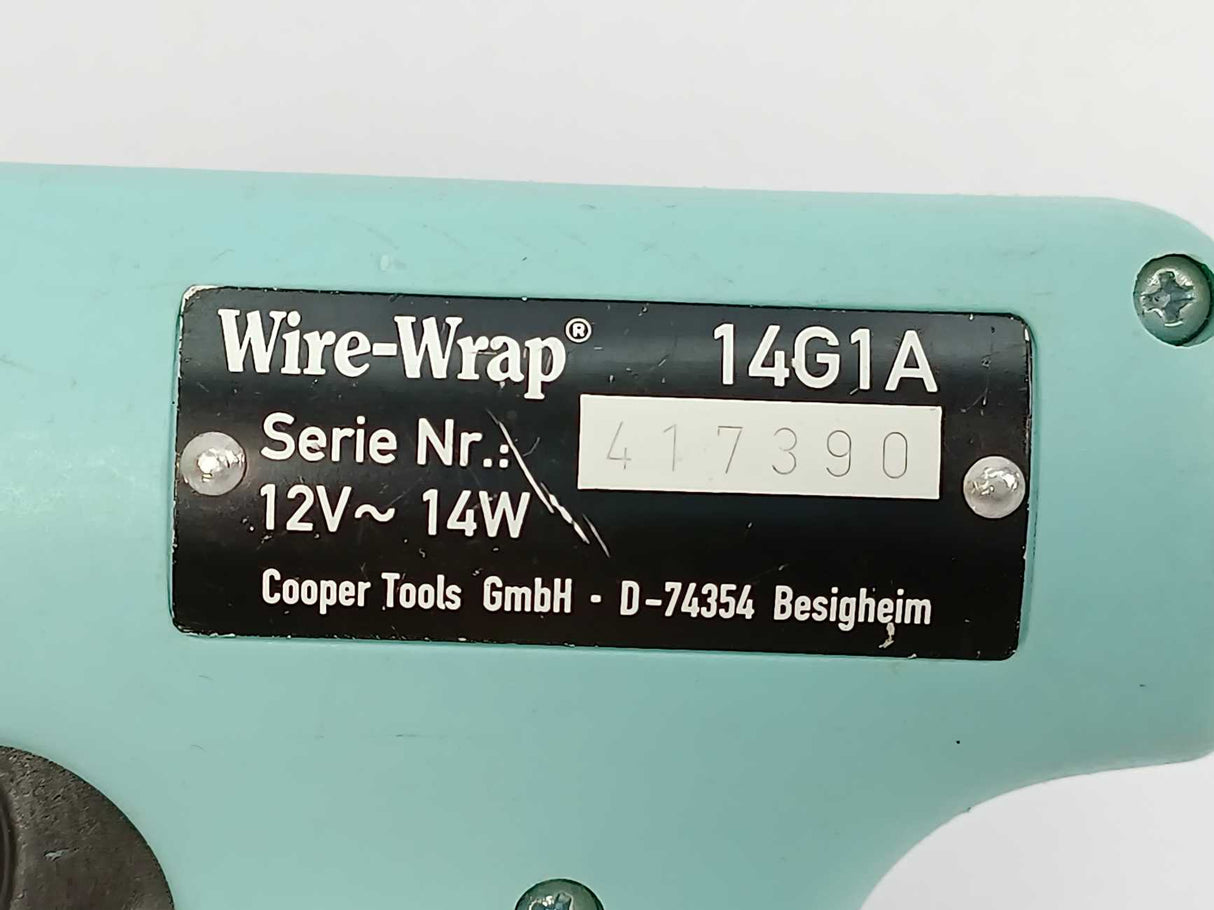 Wire-Wrap® 14G1A
Serie Nr.: 417390
12V~ 14W
Cooper Tools GmbH - D-74354 Besigheim